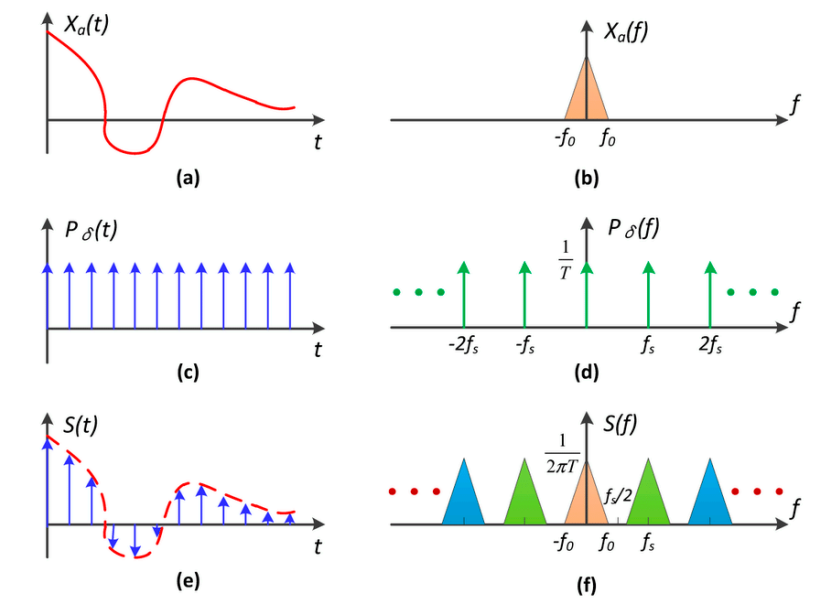 Xa(t)
t
(a)
Xa(f)
f
-f0 f0
(b)
Pδ(t)
t
(c)
Pδ(f)
1/T
f
-2fs -fs fs 2fs
(d)
S(t)
t
(e)
S(f)
1/2πT
fs/2
f
-f0 f0 fs
(f)